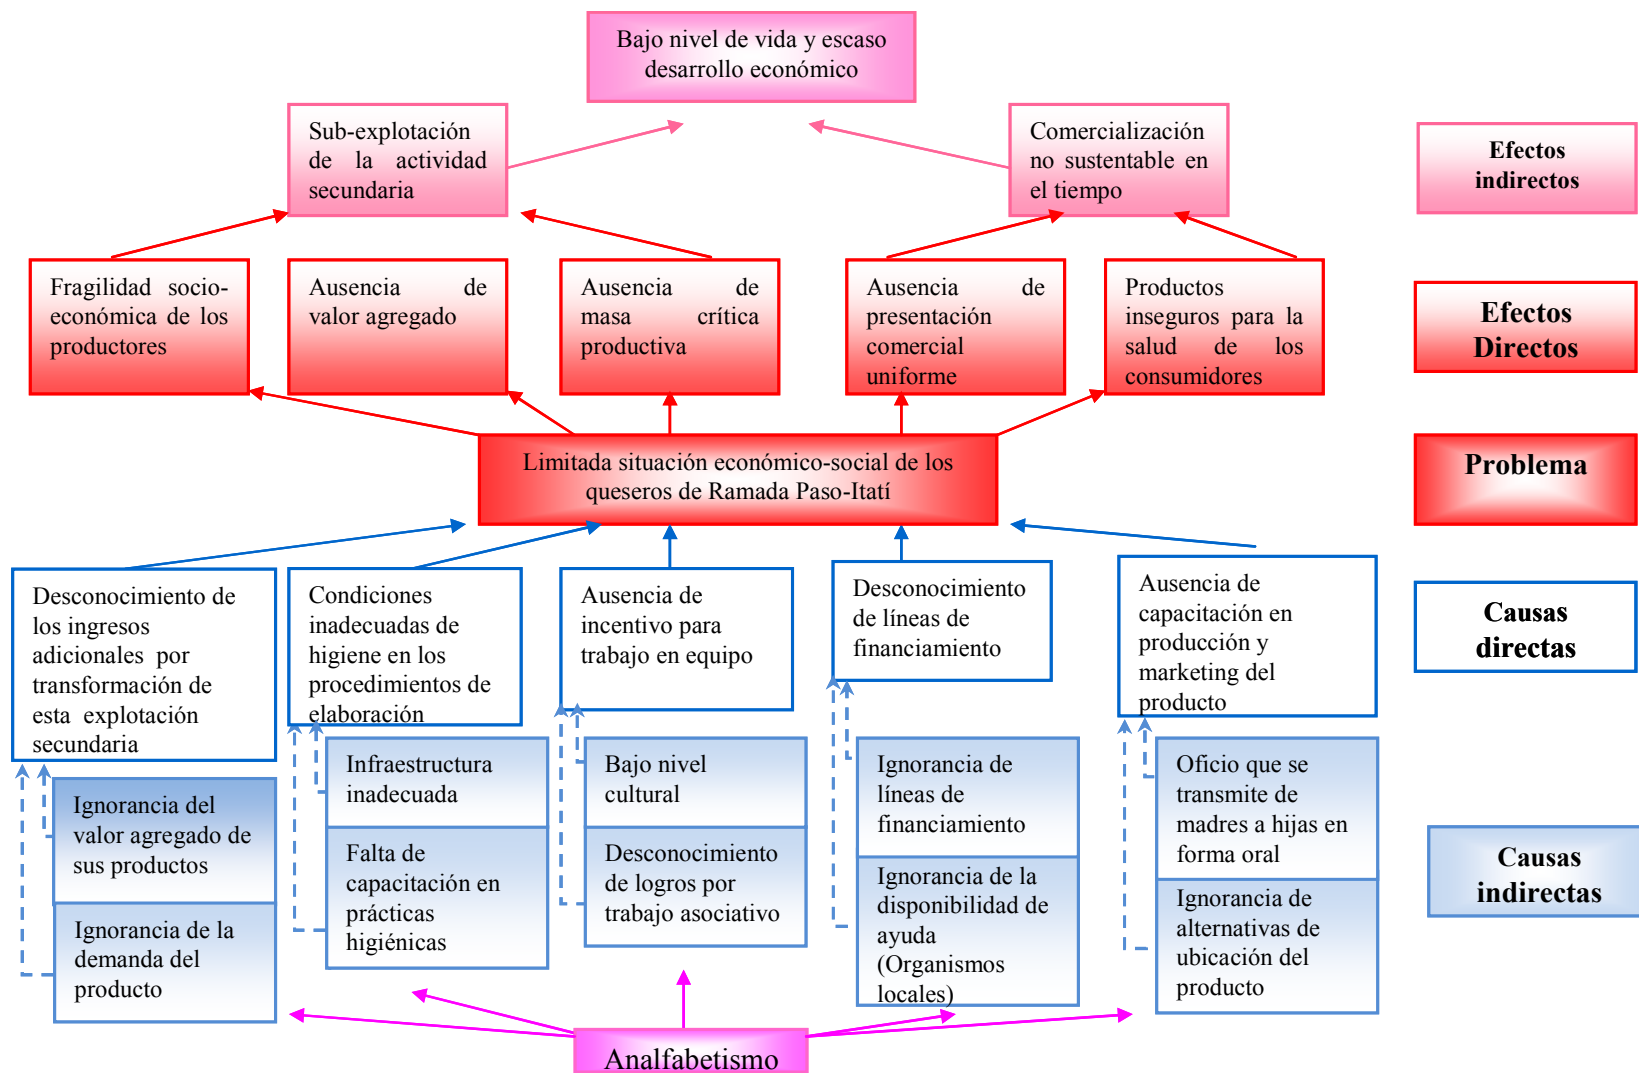 Bajo nivel de vida y escaso
desarrollo económico
Sub-explotación
de la actividad
secundaria
Comercialización
no sustentable en
el tiempo
Efectos
indirectos
Fragilidad socio-
económica de los
productores
Ausencia de
valor agregado
Ausencia de
masa crítica
productiva
Ausencia de
presentación
comercial
uniforme
Productos
inseguros para la
salud de los
consumidores
Efectos
Directos
Limitada situación económico-social de los
queseros de Ramada Paso-Itatí
Problema
Desconocimiento de
los ingresos
adicionales por
transformación de
esta explotación
secundaria
Condiciones
inadecuadas de
higiene en los
procedimientos de
elaboración
Ausencia de
incentivo para
trabajo en equipo
Desconocimiento
de líneas de
financiamiento
Ausencia de
capacitación en
producción y
marketing del
producto
Causas
directas
Ignorancia del
valor agregado de
sus productos
Ignorancia de la
demanda del
producto
Infraestructura
inadecuada
Falta de
capacitación en
prácticas
higiénicas
Bajo nivel
cultural
Desconocimiento
de logros por
trabajo asociativo
Ignorancia de
líneas de
financiamiento
Ignorancia de la
disponibilidad de
ayuda
(Organismos
locales)
Oficio que se
transmite de
madres a hijas en
forma oral
Ignorancia de
alternativas de
ubicación del
producto
Causas
indirectas
Analfabetismo